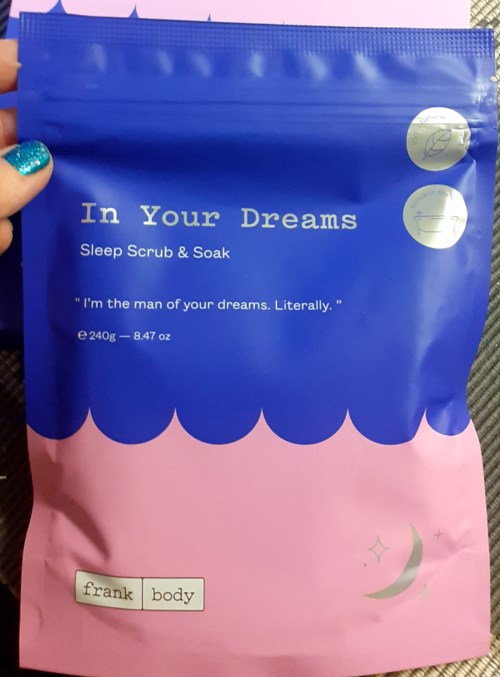 In Your Dreams
Sleep Scrub & Soak
“ I'm the man of your dreams. Literally. ”
℮ 240g — 8.47 oz
frank body